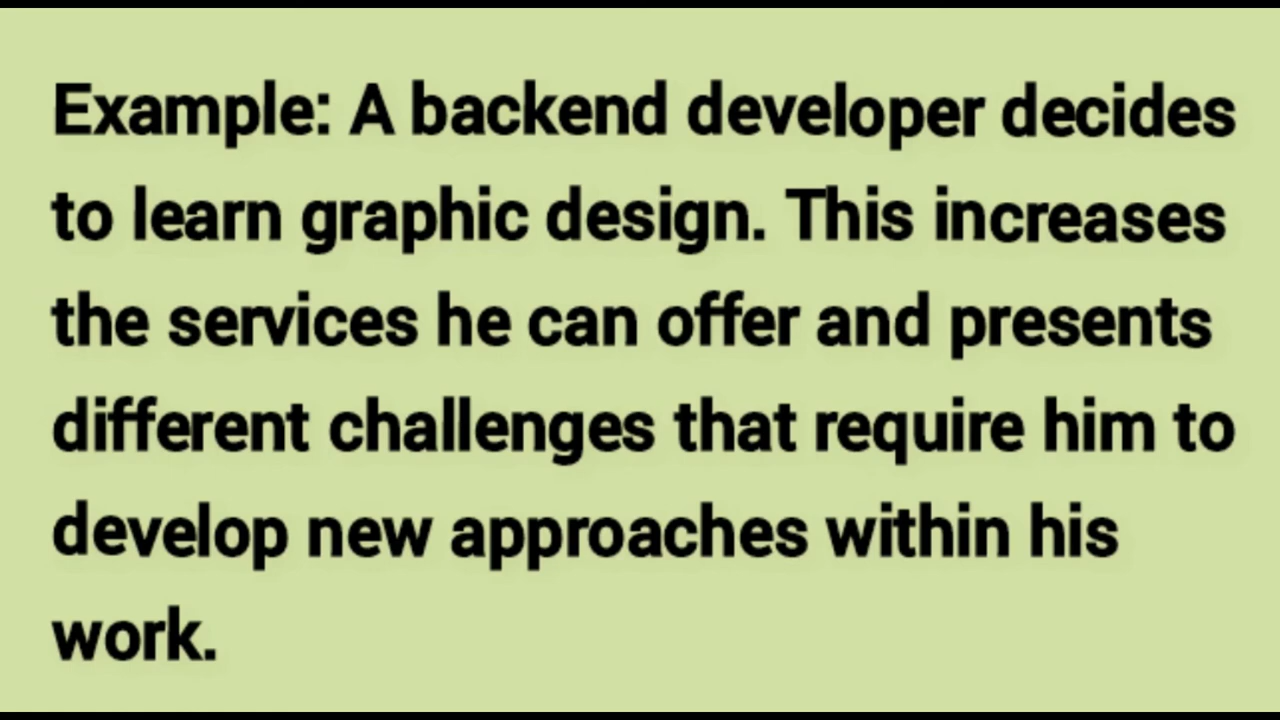 Example: A backend developer decides
to learn graphic design. This increases
the services he can offer and presents
different challenges that require him to
develop new approaches within his
work.